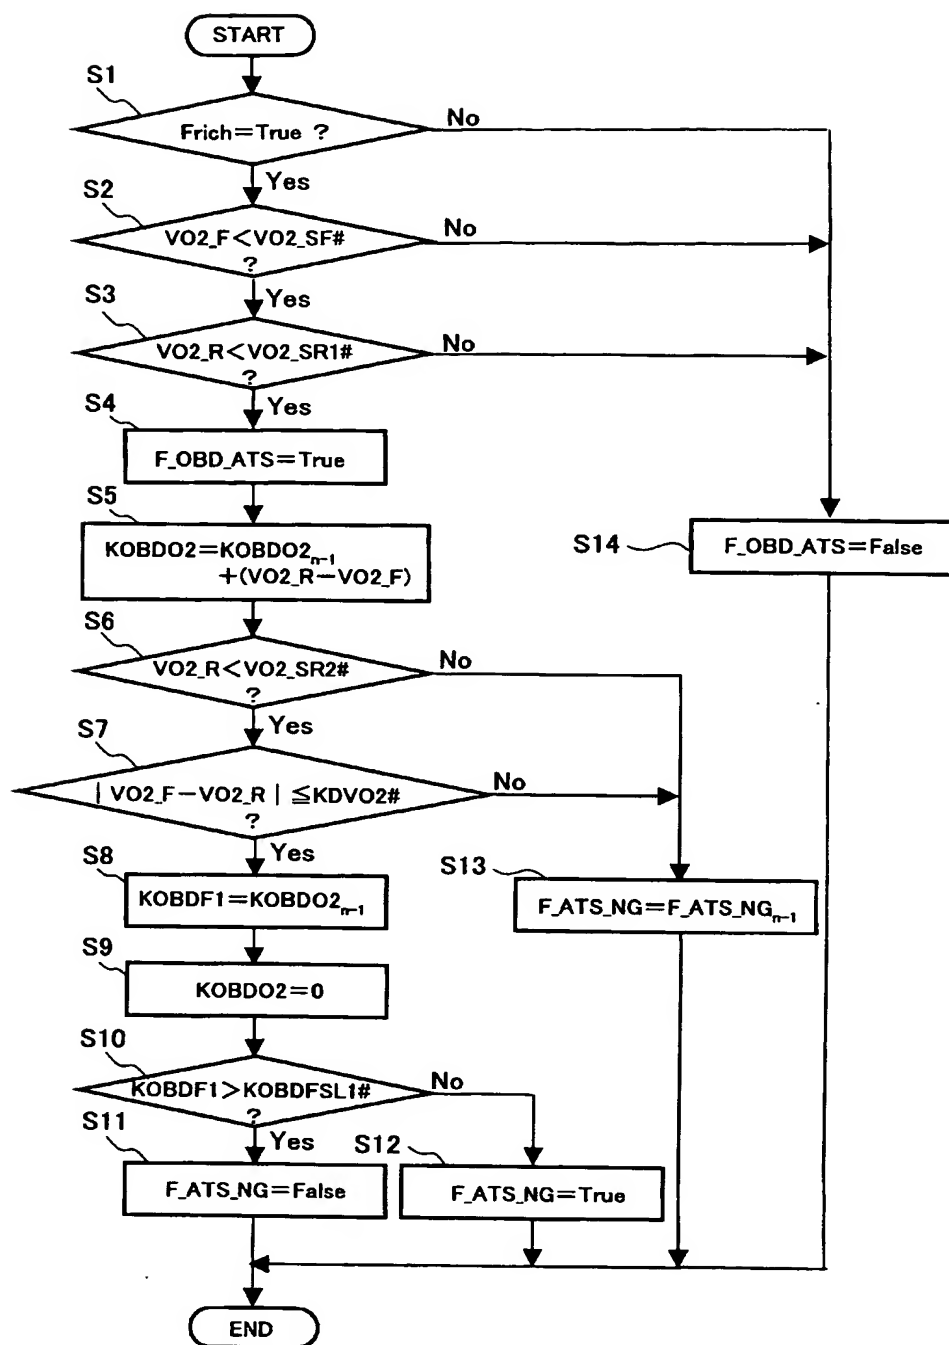 START
S1
Frich=True ?
No
Yes
S2
VO2_F<VO2_SF#
?
No
Yes
S3
VO2_R<VO2_SR1#
?
No
Yes
S4
F_OBD_ATS=True
S5
KOBDO2=KOBDO2n-1
+(VO2_R-VO2_F)
S14
F_OBD_ATS=False
S6
VO2_R<VO2_SR2#
?
No
Yes
S7
|VO2_F-VO2_R|≦KDVO2#
?
No
Yes
S8
KOBDF1=KOBDO2n-1
S13
F_ATS_NG=F_ATS_NGn-1
S9
KOBDO2=0
S10
KOBDF1>KOBDFSL1#
?
No
Yes
S11
F_ATS_NG=False
S12
F_ATS_NG=True
END